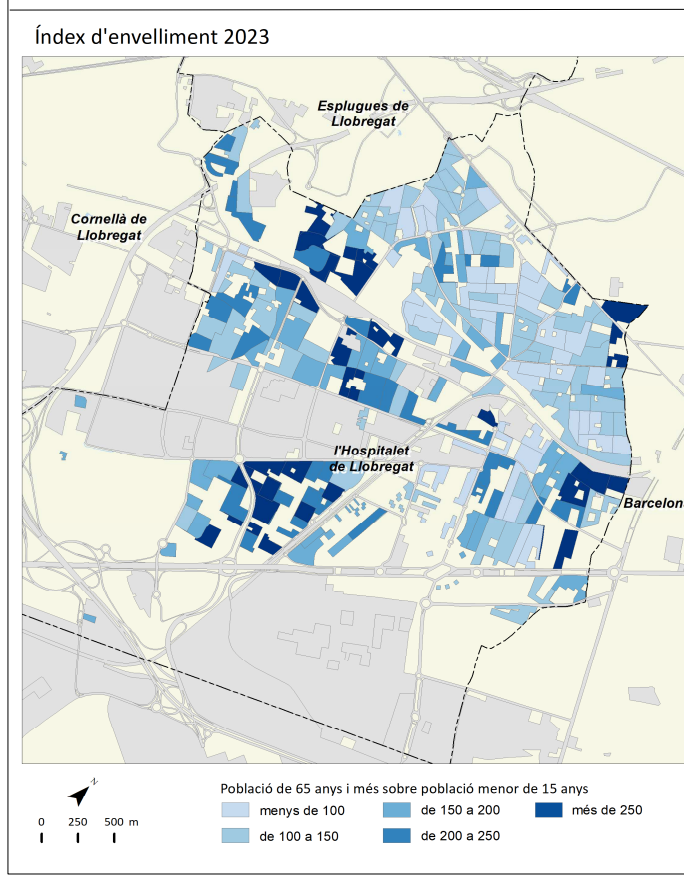 Índex d'envelliment 2023
Esplugues de
Llobregat
Cornellà de
Llobregat
l'Hospitalet
de Llobregat
Barcelon
N
0 250 500 m
Població de 65 anys i més sobre població menor de 15 anys
menys de 100
de 150 a 200
més de 250
de 100 a 150
de 200 a 250